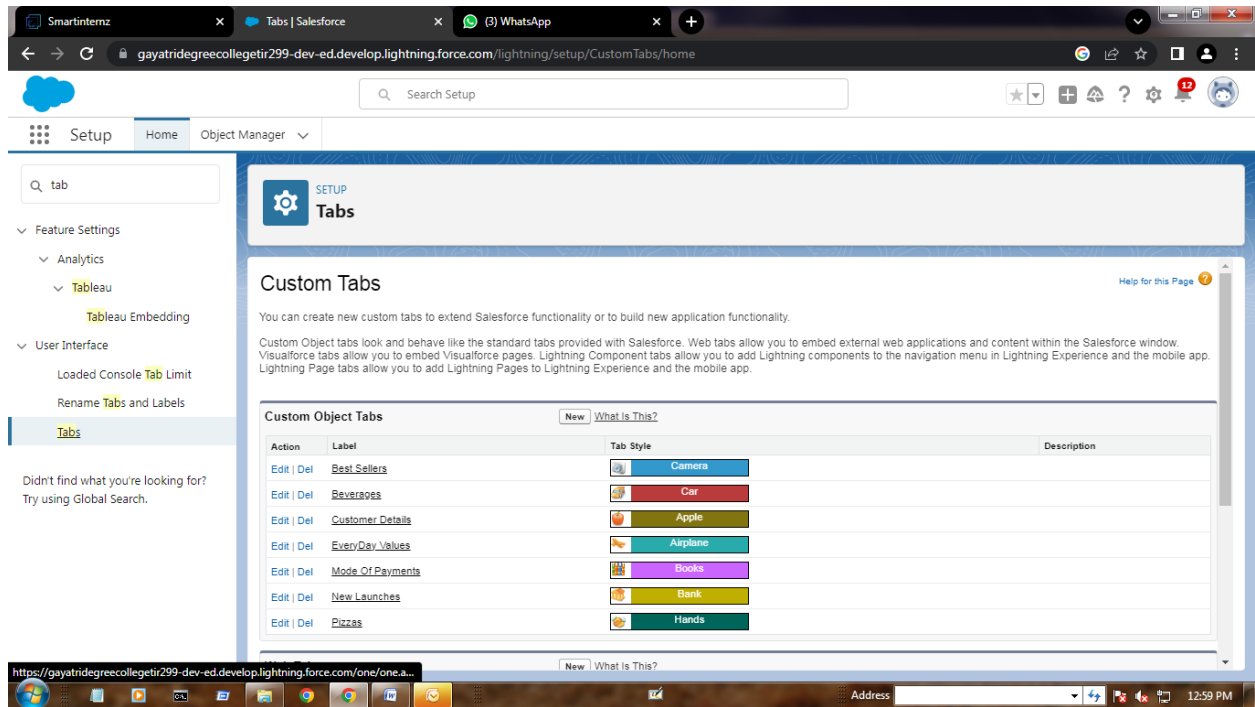 Smartinternz
Tabs | Salesforce
(3) WhatsApp
gayatridegreecollegetir299-dev-ed.develop.lightning.force.com/lightning/setup/CustomTabs/home
Search Setup
12
Setup
Home
Object Manager
tab
Feature Settings
Analytics
Tableau
Tableau Embedding
User Interface
Loaded Console Tab Limit
Rename Tabs and Labels
Tabs
Didn't find what you're looking for?
Try using Global Search.
SETUP
Tabs
Custom Tabs
Help for this Page
You can create new custom tabs to extend Salesforce functionality or to build new application functionality.
Custom Object tabs look and behave like the standard tabs provided with Salesforce. Web tabs allow you to embed external web applications and content within the Salesforce window.
Visualforce tabs allow you to embed Visualforce pages. Lightning Component tabs allow you to add Lightning components to the navigation menu in Lightning Experience and the mobile app.
Lightning Page tabs allow you to add Lightning Pages to Lightning Experience and the mobile app.
Custom Object Tabs New What Is This?
Action Label Tab Style Description
Edit | Del Best Sellers Camera
Edit | Del Beverages Car
Edit | Del Customer Details Apple
Edit | Del EveryDay Values Airplane
Edit | Del Mode Of Payments Books
Edit | Del New Launches Bank
Edit | Del Pizzas Hands
New What Is This?
https://gayatridegreecollegetir299-dev-ed.develop.lightning.force.com/one/one.a...
Address
12:59 PM